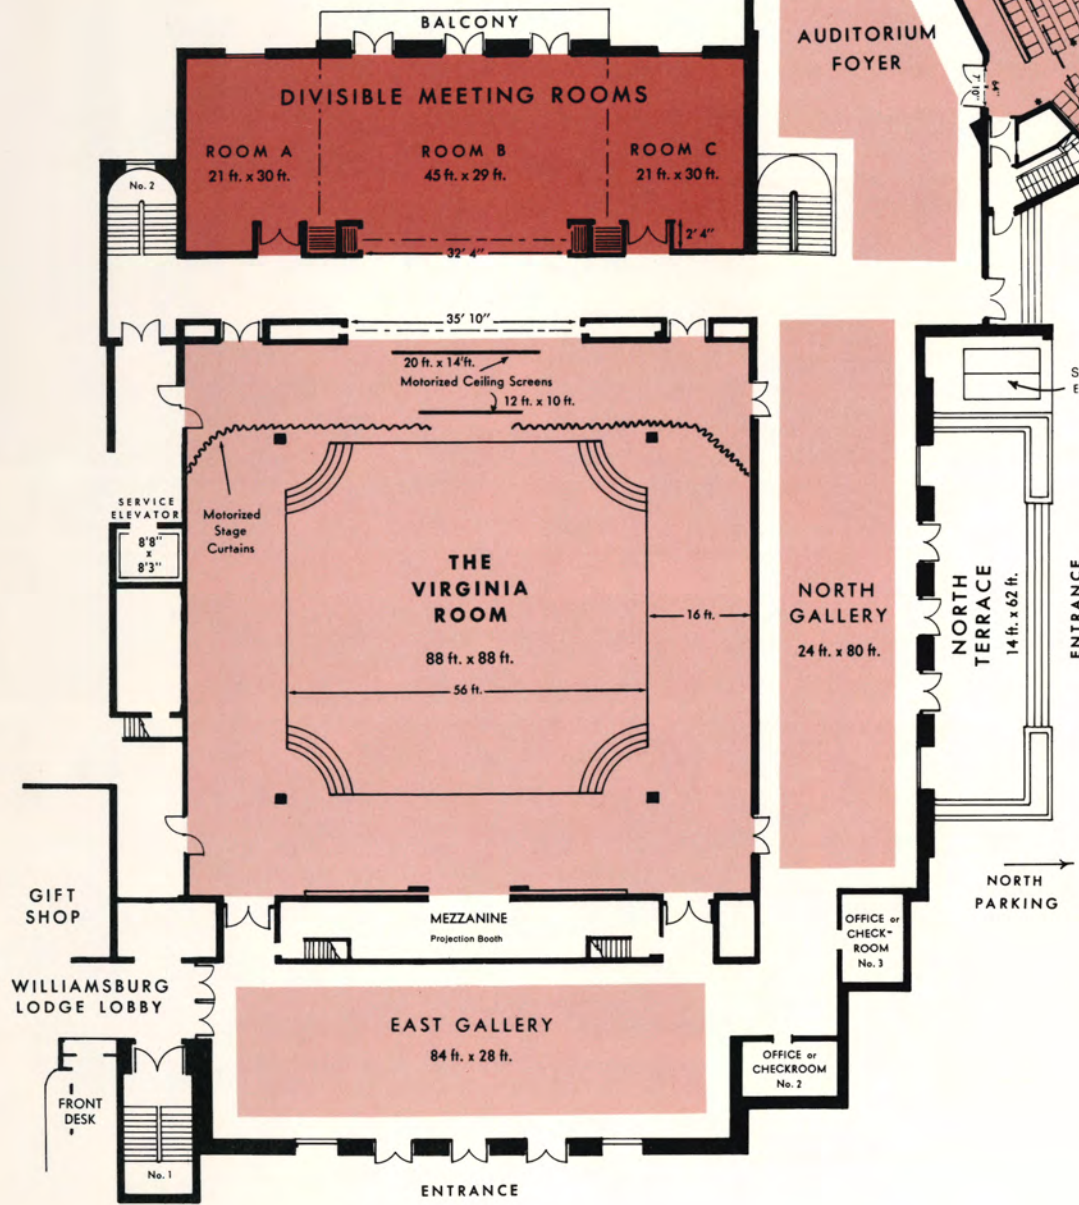 BALCONY
AUDITORIUM
FOYER
7' 10"
64"
DIVISIBLE MEETING ROOMS
ROOM A
21 ft. x 30 ft.
ROOM B
45 ft. x 29 ft.
ROOM C
21 ft. x 30 ft.
No. 2
2' 4"
32' 4"
35' 10"
20 ft. x 14 ft.
Motorized Ceiling Screens
12 ft. x 10 ft.
S
E
SERVICE
ELEVATOR
8'8"
x
8'3"
Motorized
Stage
Curtains
THE
VIRGINIA
ROOM
88 ft. x 88 ft.
16 ft.
56 ft.
NORTH
GALLERY
24 ft. x 80 ft.
NORTH
TERRACE
14 ft. x 62 ft.
ENTRANCE
NORTH
PARKING
GIFT
SHOP
MEZZANINE
Projection Booth
OFFICE or
CHECK-
ROOM
No. 3
WILLIAMSBURG
LODGE LOBBY
EAST GALLERY
84 ft. x 28 ft.
OFFICE or
CHECKROOM
No. 2
FRONT
DESK
No. 1
ENTRANCE